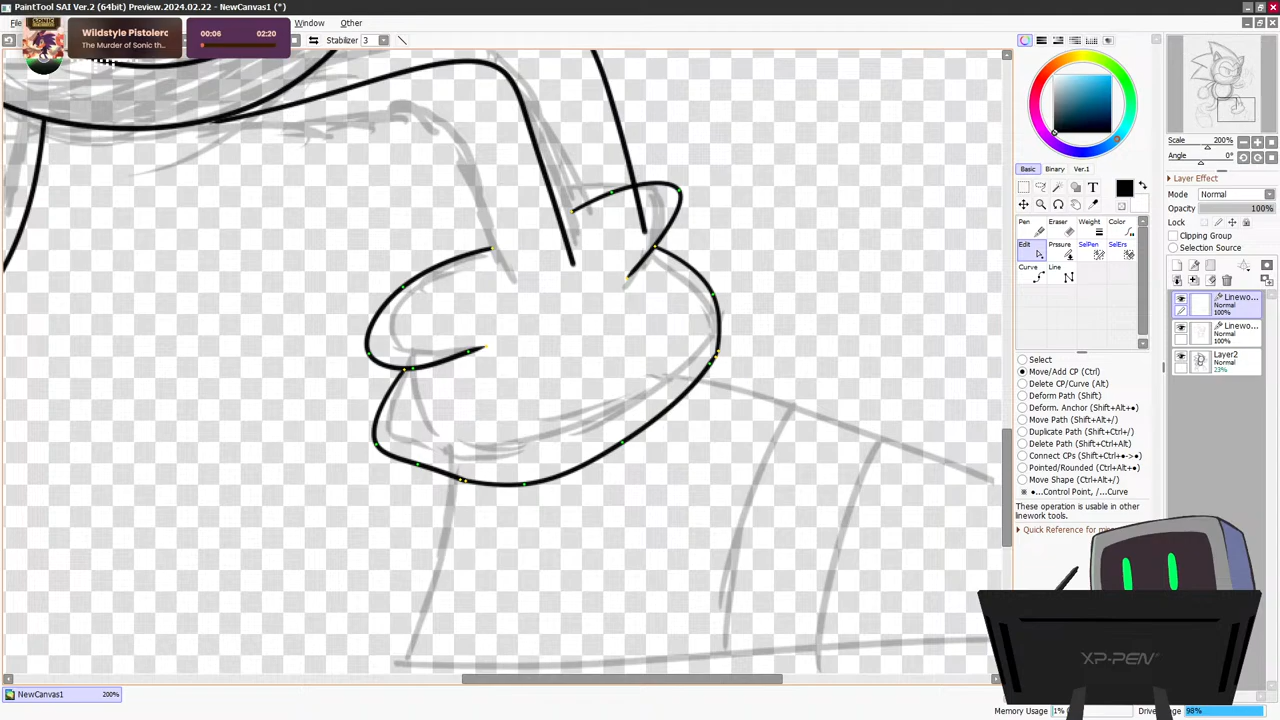 PaintTool SAI Ver.2 (64bit) Preview.2024.02.22 - NewCanvas1 (*)
Window Other
Wildstyle Pistolero
The Murder of Sonic th...
00:06 02:20
Stabilizer 3
Scale 200%
Angle 0°
Basic Binary Ver.1
Layer Effect
Mode Normal
Opacity 100%
Lock
Clipping Group
Selection Source
Pen Eraser Weight Color
Edit Prssure SelPen SelErs
Curve Line
Linewo...
Normal
100%
Linewo...
Normal
100%
Layer2
Normal
23%
Select
Move/Add CP (Ctrl)
Delete CP/Curve (Alt)
Deform Path (Shift)
Deform. Anchor (Shift+Alt+●)
Move Path (Shift+Alt+/)
Duplicate Path (Shift+Ctrl+/)
Delete Path (Shift+Ctrl+Alt)
Connect CPs (Shift+Ctrl+●->●)
Pointed/Rounded (Ctrl+Alt+●)
Move Shape (Ctrl+Alt+/)
※ ●...Control Point, /...Curve
These operation is usable in other
linework tools.
Quick Reference for
XP-PEN
NewCanvas1 200%
Memory Usage 1%
98%